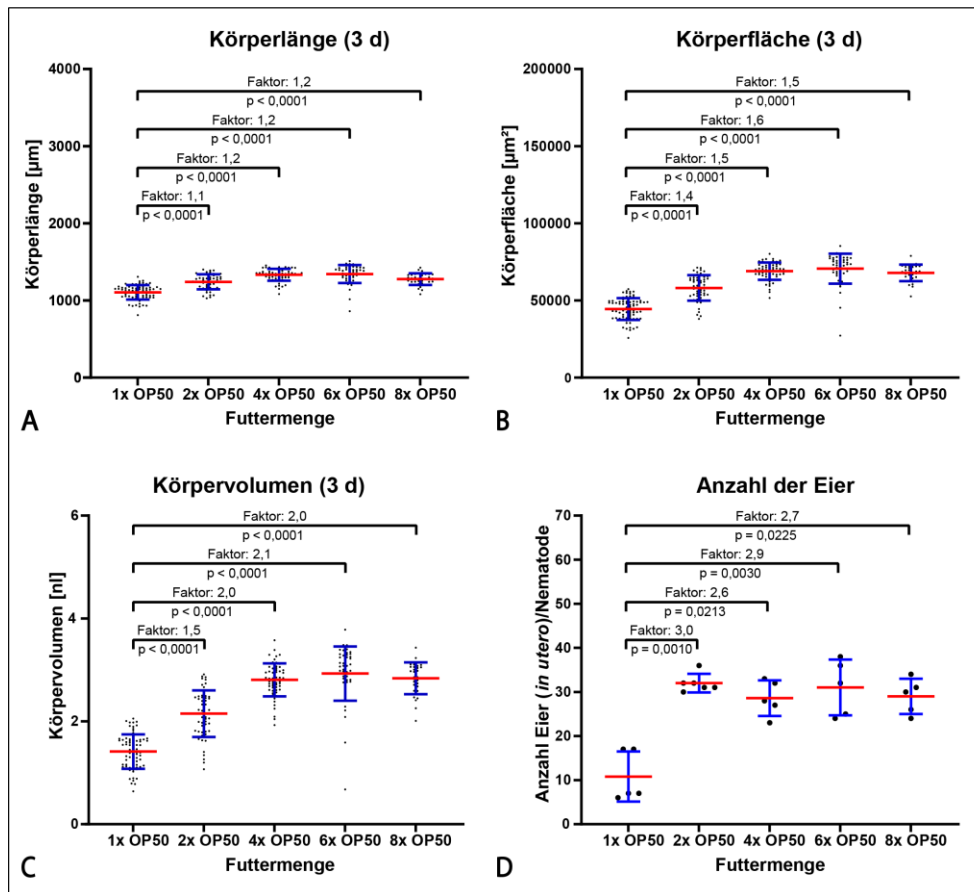 Körperlänge (3 d)
Körperlänge [µm]
4000
3000
2000
1000
0
Faktor: 1,2
p < 0,0001
Faktor: 1,2
p < 0,0001
Faktor: 1,2
p < 0,0001
Faktor: 1,1
p < 0,0001
1x OP50 2x OP50 4x OP50 6x OP50 8x OP50
Futtermenge
A
Körperfläche (3 d)
Körperfläche [µm²]
200000
150000
100000
50000
0
Faktor: 1,5
p < 0,0001
Faktor: 1,6
p < 0,0001
Faktor: 1,5
p < 0,0001
Faktor: 1,4
p < 0,0001
1x OP50 2x OP50 4x OP50 6x OP50 8x OP50
Futtermenge
B
Körpervolumen (3 d)
Körpervolumen [nl]
6
4
2
0
Faktor: 2,0
p < 0,0001
Faktor: 2,1
p < 0,0001
Faktor: 2,0
p < 0,0001
Faktor: 1,5
p < 0,0001
1x OP50 2x OP50 4x OP50 6x OP50 8x OP50
Futtermenge
C
Anzahl der Eier
Anzahl Eier (in utero)/Nematode
70
60
50
40
30
20
10
0
Faktor: 2,7
p = 0,0225
Faktor: 2,9
p = 0,0030
Faktor: 2,6
p = 0,0213
Faktor: 3,0
p = 0,0010
1x OP50 2x OP50 4x OP50 6x OP50 8x OP50
Futtermenge
D